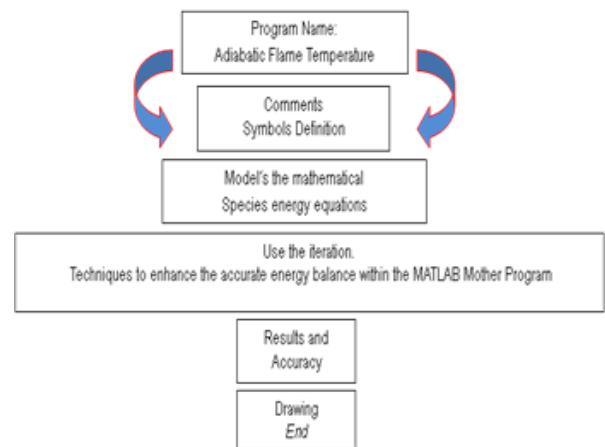 Program Name:
Adiabatic Flame Temperature
Comments
Symbols Definition
Model's the mathematical
Species energy equations
Use the iteration.
Techniques to enhance the accurate energy balance within the MATLAB Mother Program
Results and
Accuracy
Drawing
End